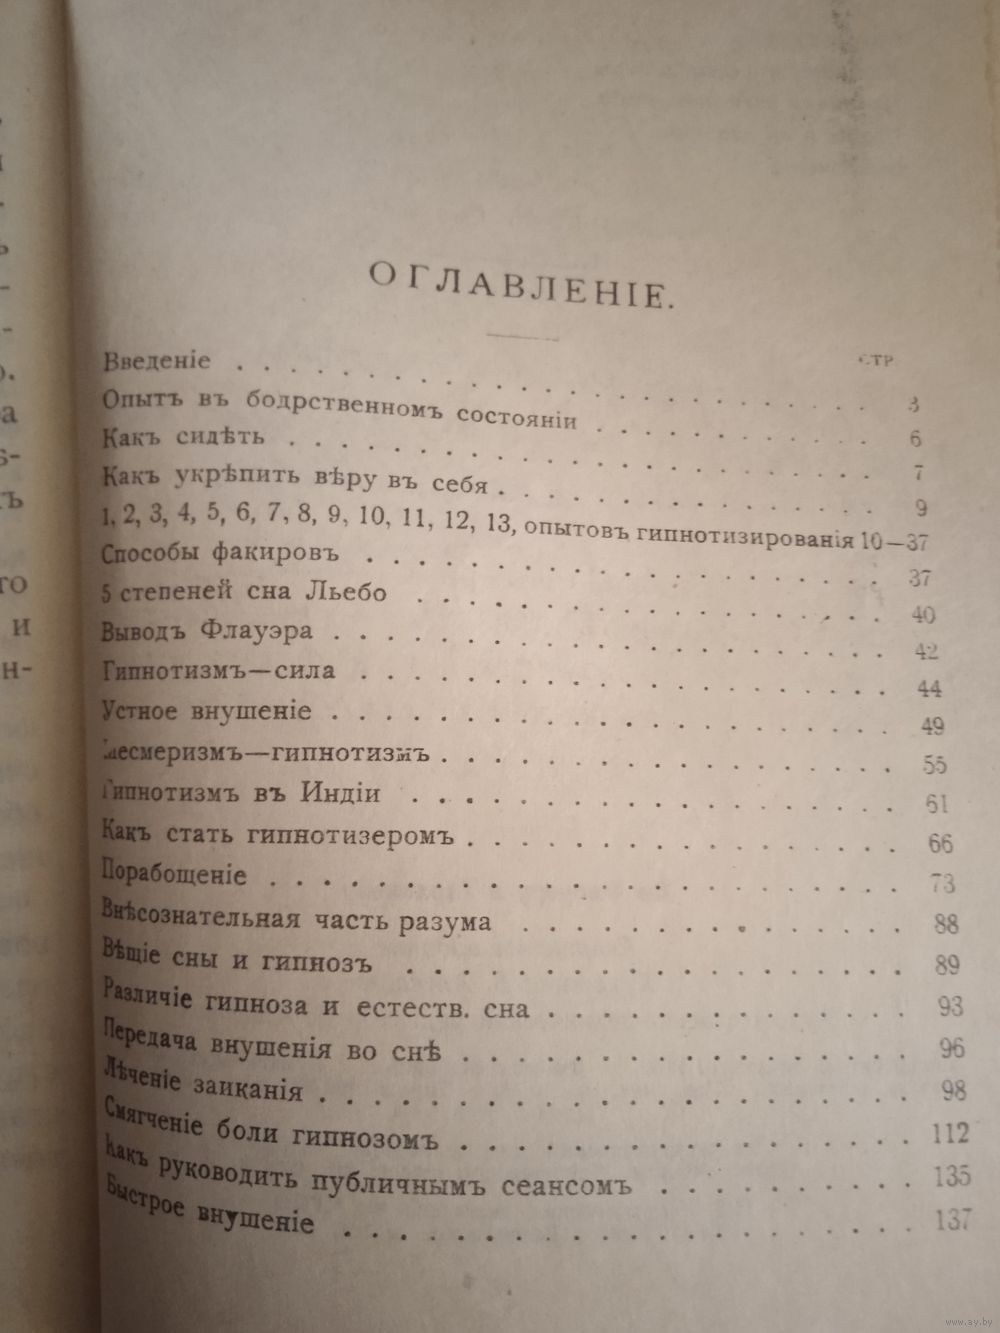 ОГЛАВЛЕНІЕ.
СТР.
Введеніе . . . . . . . . . . 3
Опытъ въ бодрственномъ состояніи . . . . . . . . . . 6
Какъ сидѣть . . . . . . . . . . 7
Какъ укрѣпить вѣру въ себя . . . . . . . . . . 9
1, 2, 3, 4, 5, 6, 7, 8, 9, 10, 11, 12, 13, опытовъ гипнотизированія 10—37
Способы факировъ . . . . . . . . . . 37
5 степеней сна Льебо . . . . . . . . . . 40
Выводъ Флауэра . . . . . . . . . . 42
Гипнотизмъ—сила . . . . . . . . . . 44
Устное внушеніе . . . . . . . . . . 49
Месмеризмъ—гипнотизмъ . . . . . . . . . . 55
Гипнотизмъ въ Индіи . . . . . . . . . . 61
Какъ стать гипнотизеромъ . . . . . . . . . . 66
Порабощеніе . . . . . . . . . . 73
Внѣсознательная часть разума . . . . . . . . . . 88
Вѣщіе сны и гипнозъ . . . . . . . . . . 89
Различіе гипноза и естеств. сна . . . . . . . . . . 93
Передача внушенія во снѣ . . . . . . . . . . 96
Лѣченіе заиканія . . . . . . . . . . 98
Смягченіе боли гипнозомъ . . . . . . . . . . 112
Какъ руководить публичнымъ сеансомъ . . . . . . . . . . 135
Быстрое внушеніе . . . . . . . . . . 137
www.ay.by